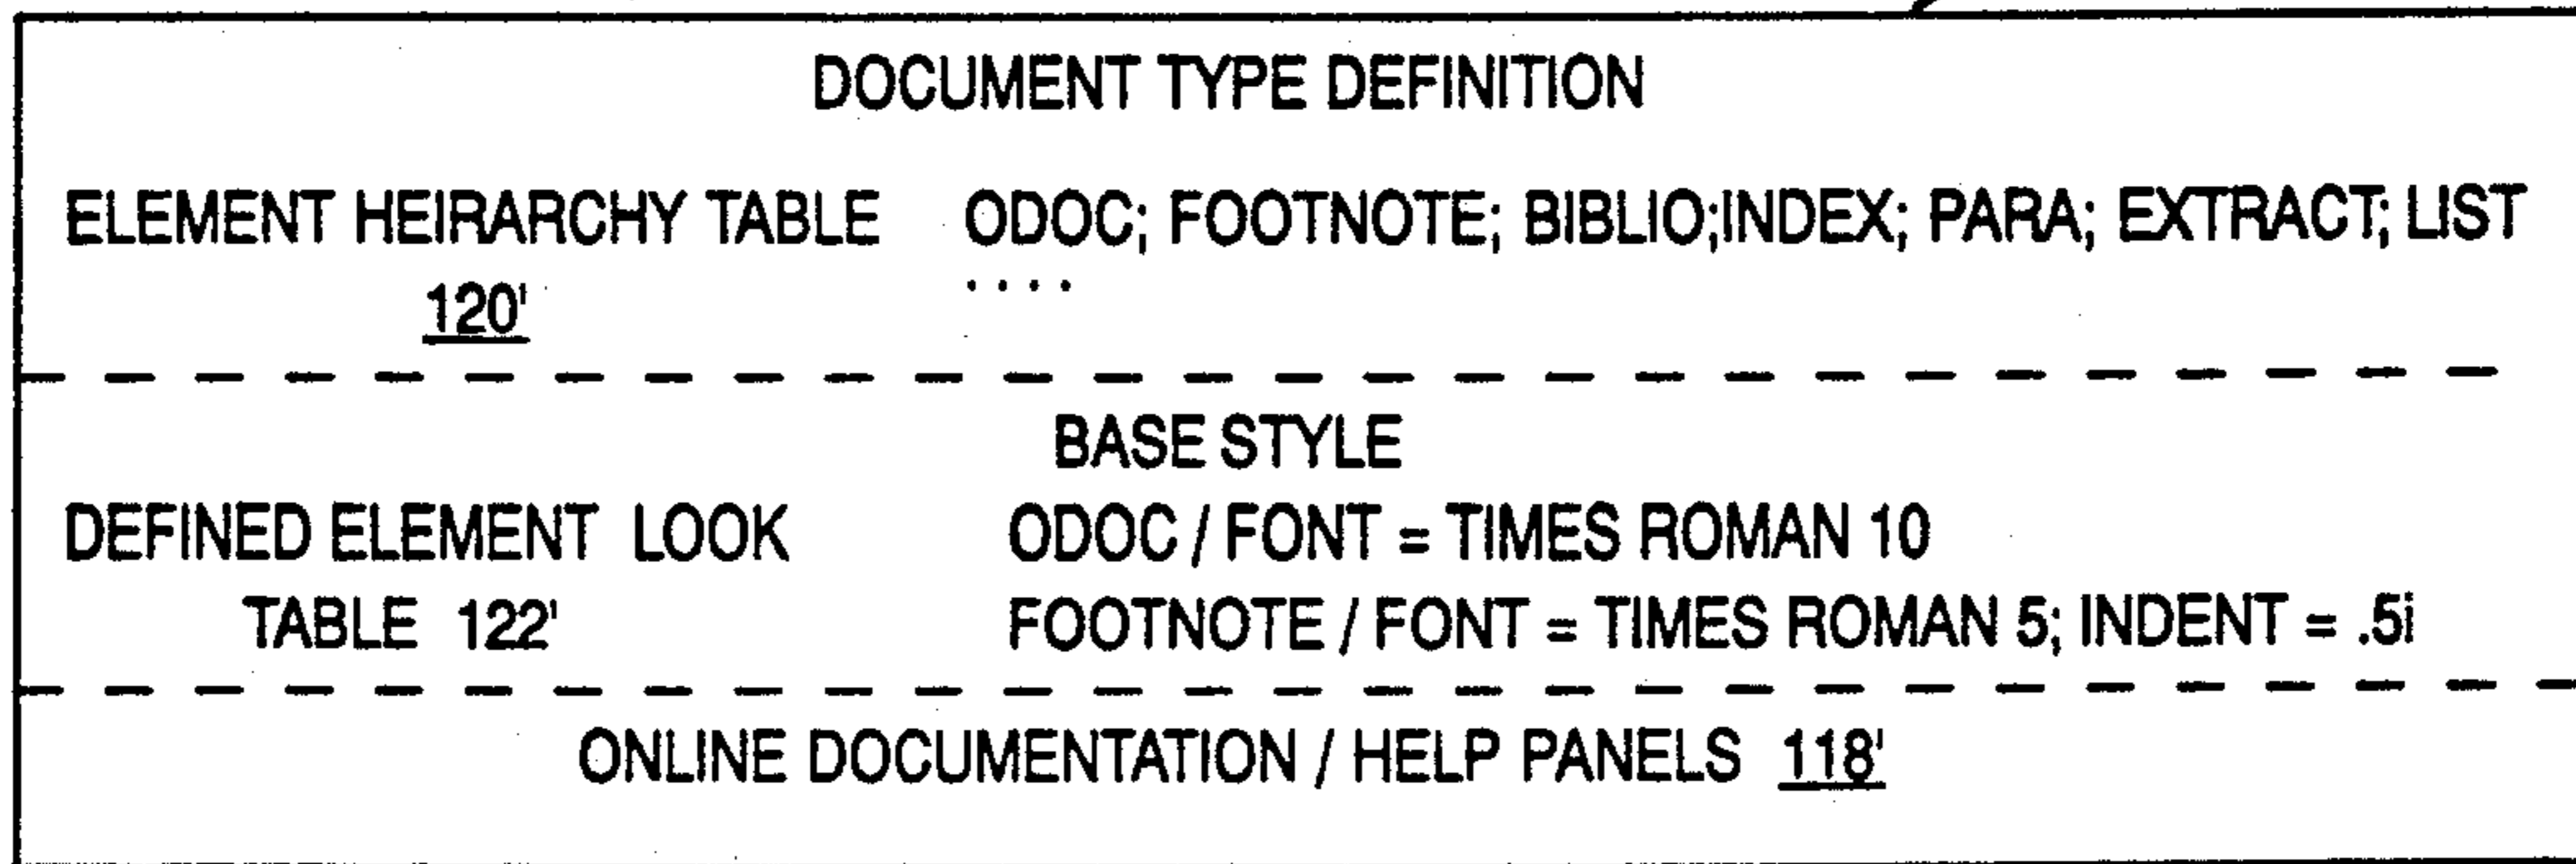 DOCUMENT TYPE DEFINITION
ELEMENT HEIRARCHY TABLE ODOC; FOOTNOTE; BIBLIO;INDEX; PARA; EXTRACT; LIST
120' ....
BASE STYLE
DEFINED ELEMENT LOOK ODOC / FONT = TIMES ROMAN 10
TABLE 122' FOOTNOTE / FONT = TIMES ROMAN 5; INDENT = .5i
ONLINE DOCUMENTATION / HELP PANELS 118'